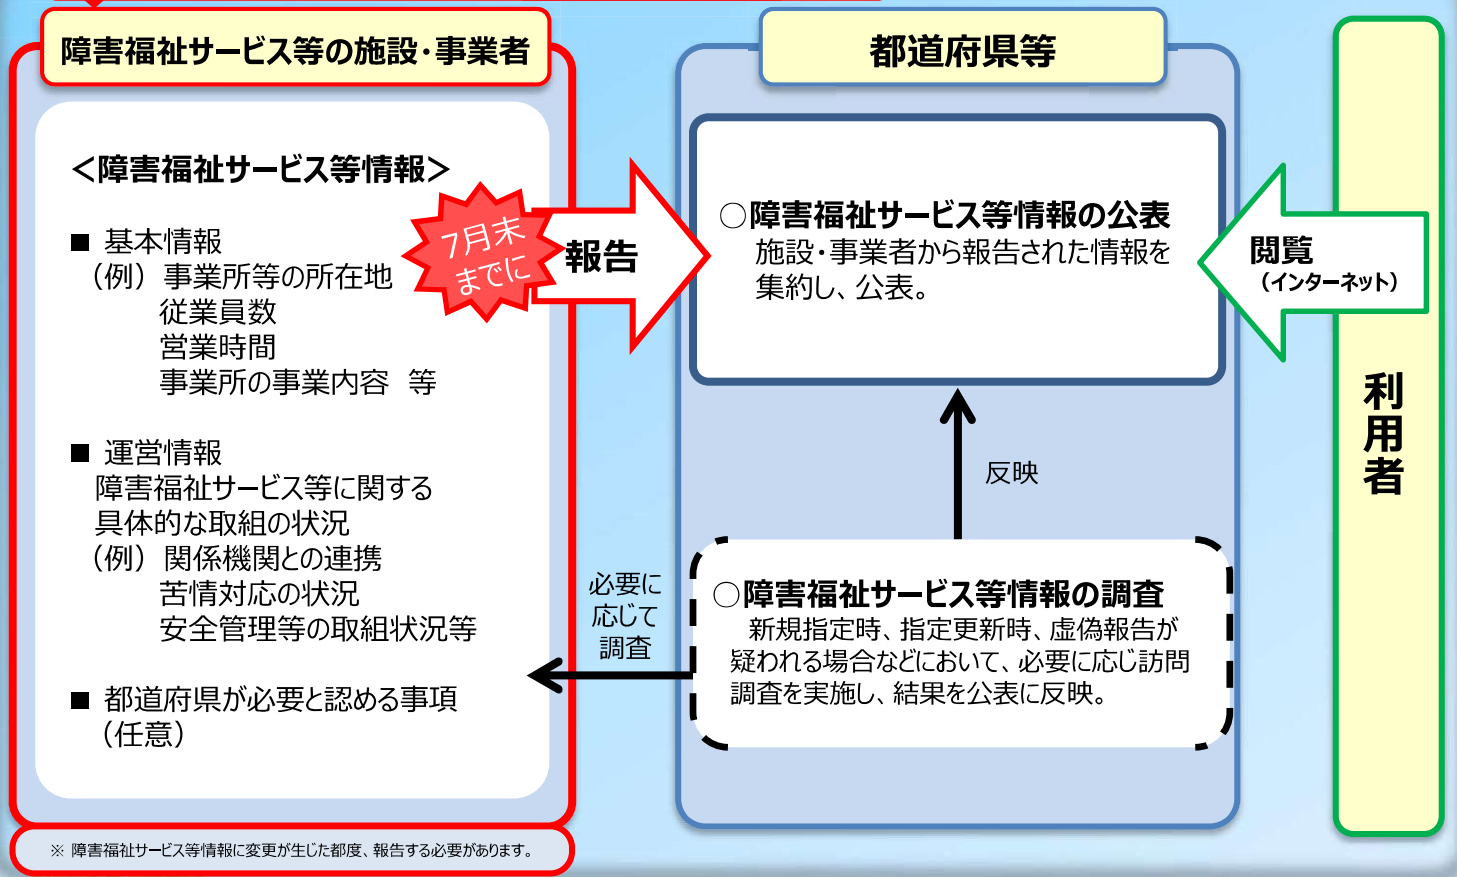 障害福祉サービス等の施設・事業者
<障害福祉サービス等情報>
■ 基本情報
（例）事業所等の所在地
従業員数
営業時間
事業所の事業内容 等
■ 運営情報
障害福祉サービス等に関する
具体的な取組の状況
（例）関係機関との連携
苦情対応の状況
安全管理等の取組状況等
■ 都道府県が必要と認める事項
（任意）
※ 障害福祉サービス等情報に変更が生じた都度、報告する必要があります。
7月末
までに
報告
必要に
応じて
調査
都道府県等
○障害福祉サービス等情報の公表
施設・事業者から報告された情報を
集約し、公表。
反映
○障害福祉サービス等情報の調査
新規指定時、指定更新時、虚偽報告が
疑われる場合などにおいて、必要に応じ訪問
調査を実施し、結果を公表に反映。
閲覧
（インターネット）
利用者